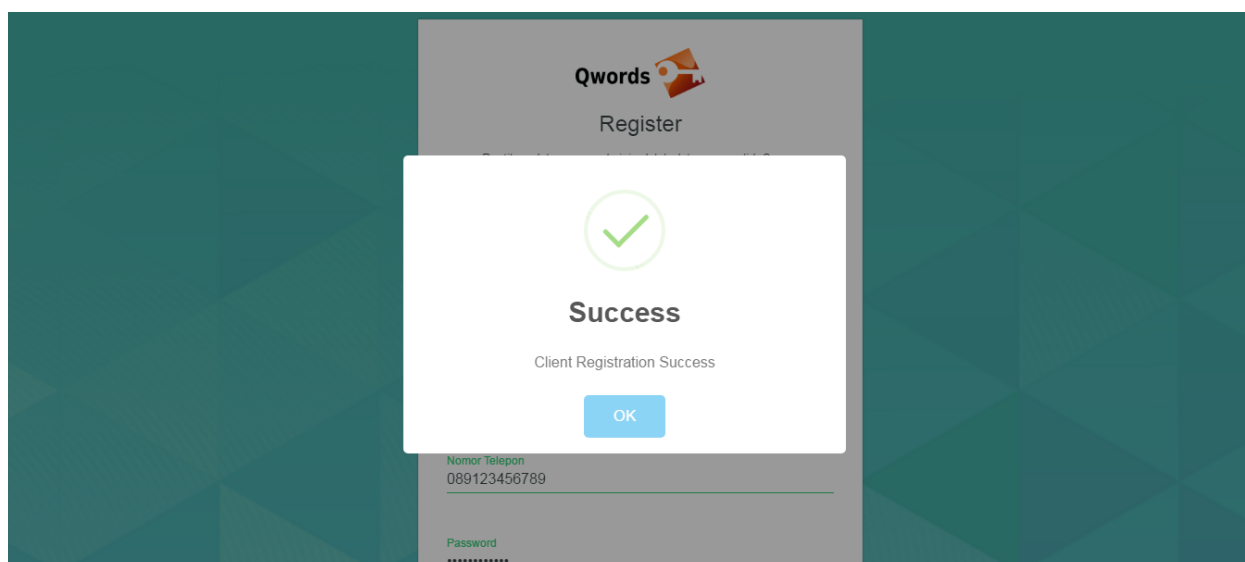 Qwords
Register
Success
Client Registration Success
OK
Nomor Telepon
089123456789
Password
••••••••••••